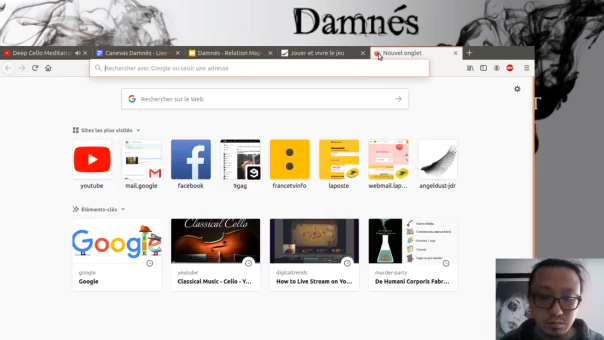 Damnés
Deep Cello Meditati
Canevas Damnés - Live
Damnés - Relation Map
Jouer et vivre le jeu
Nouvel onglet
Rechercher avec Google ou saisir une adresse
Rechercher sur le Web
Sites les plus visités
youtube
mail.google
facebook
9gag
francetvinfo
laposte
webmail.lap...
angeldust-jdr
Éléments-clés
google
Google
youtube
Classical Music - Cello - Y...
digitaltrends
How to Live Stream on Yo...
murder-party
De Humani Corporis Fabr...
Classical Cello